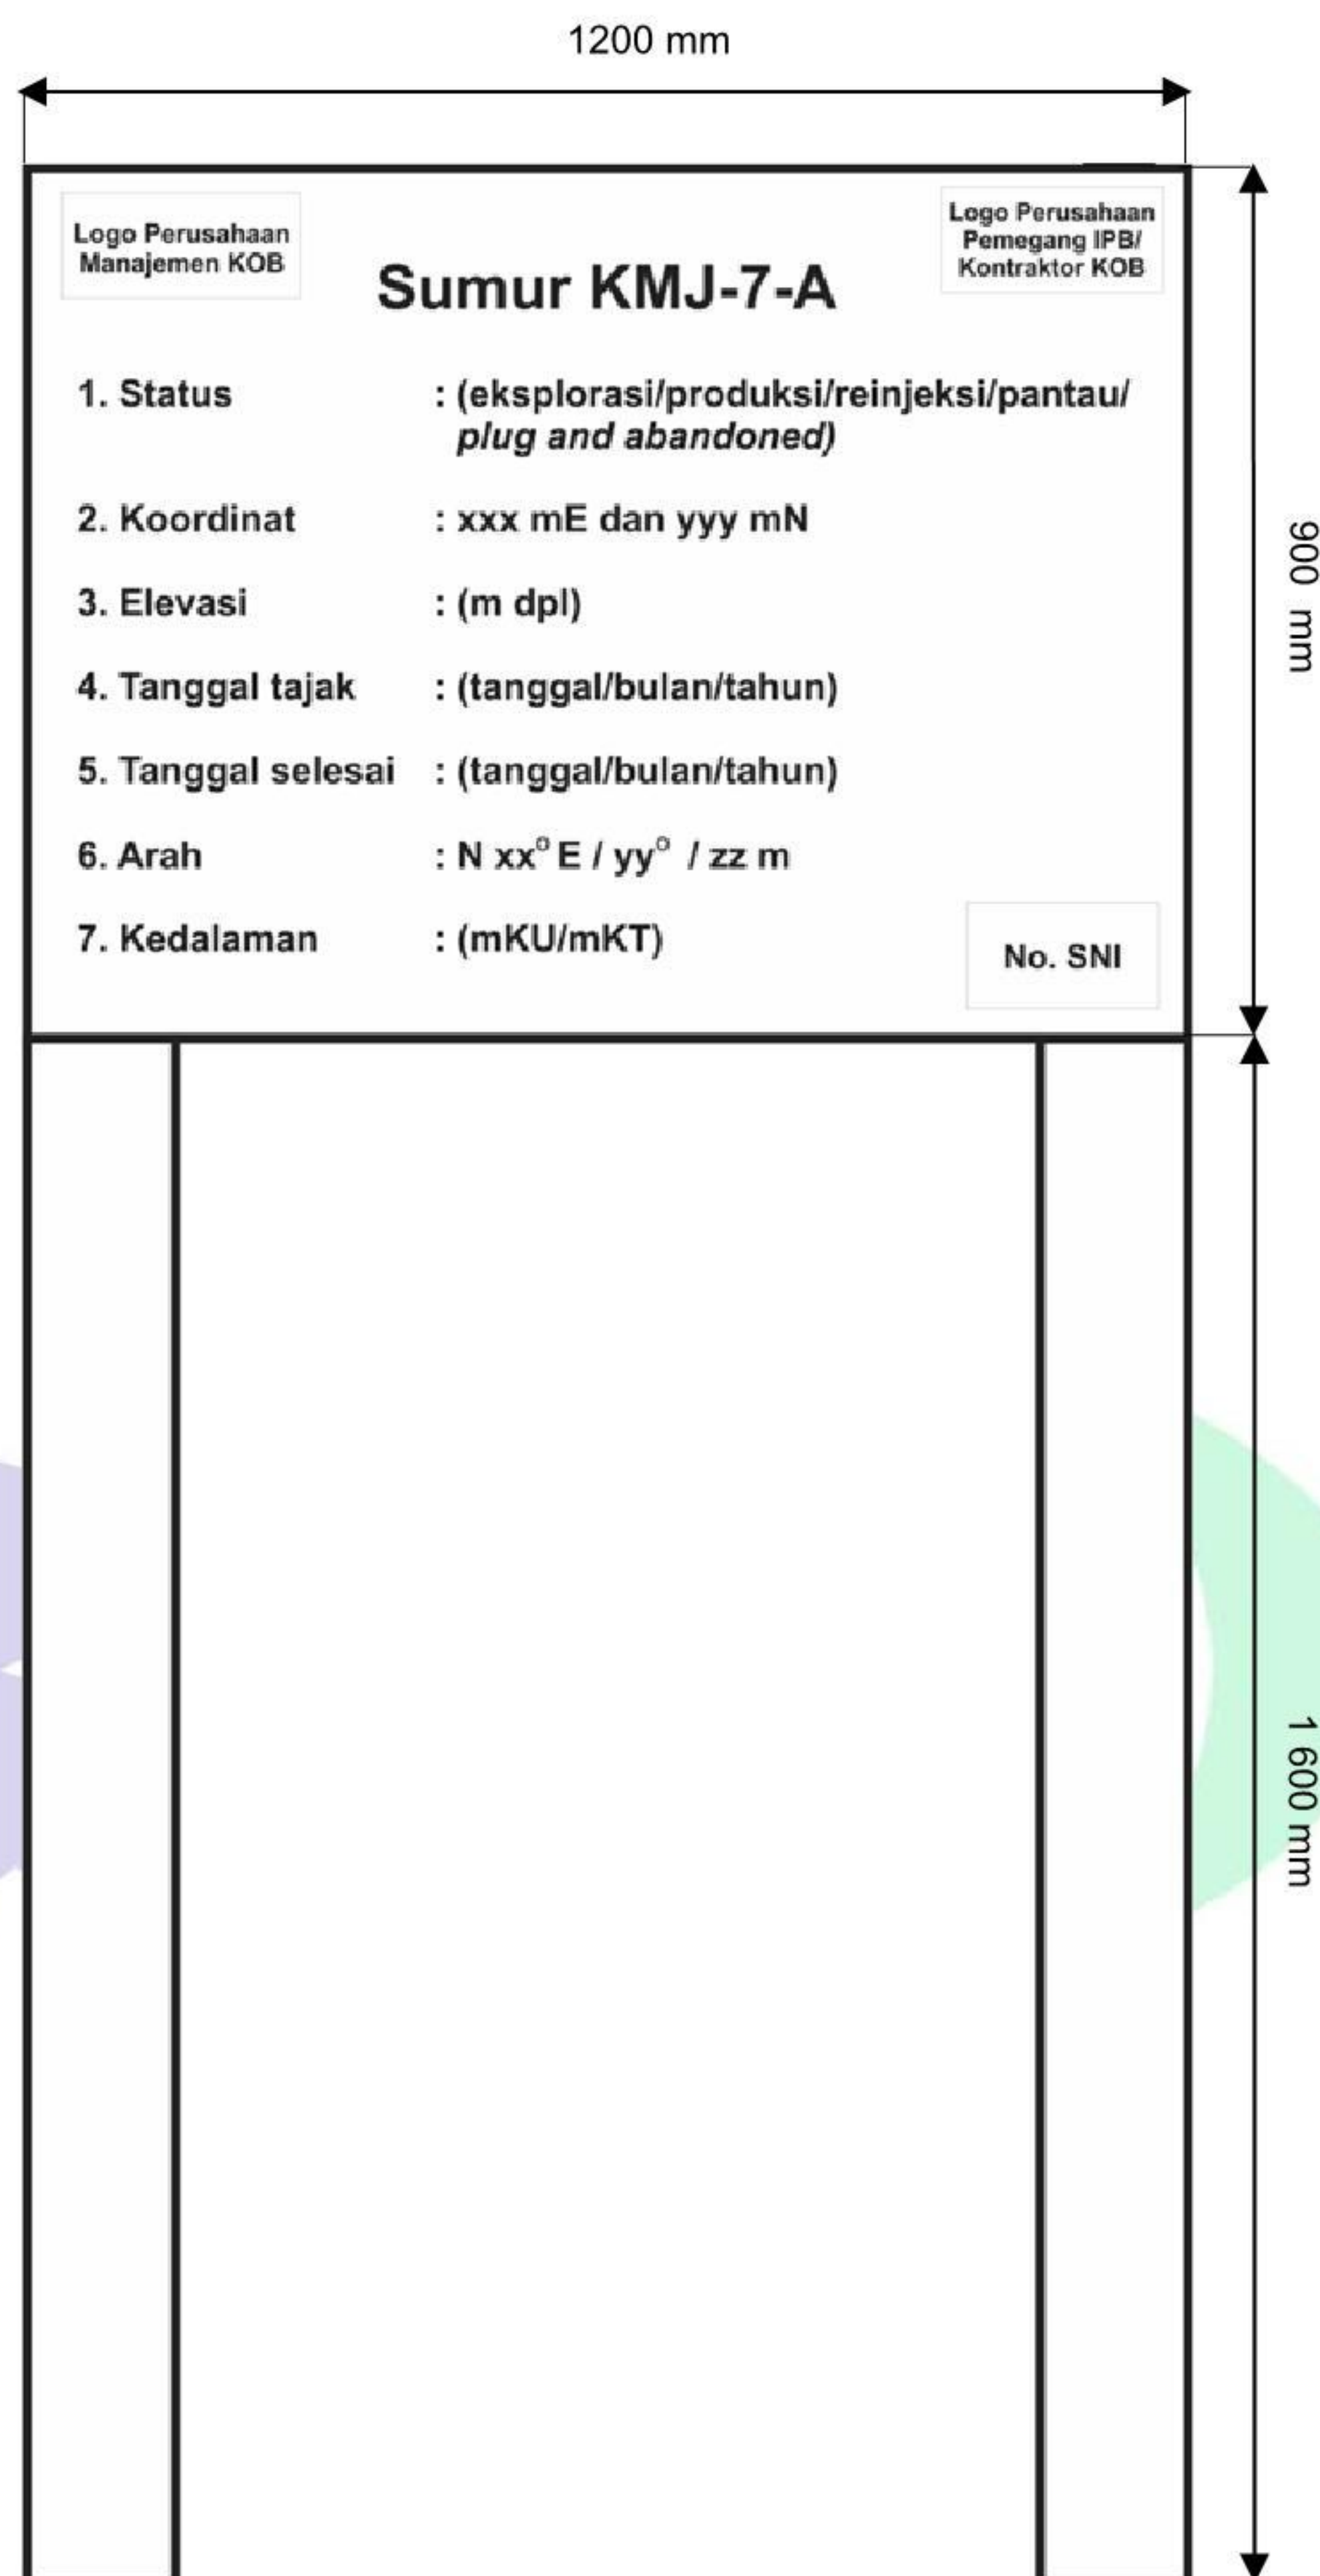 1200 mm
Logo Perusahaan
Manajemen KOB
Logo Perusahaan
Pemegang IPB/
Kontraktor KOB
Sumur KMJ-7-A
1. Status : (eksplorasi/produksi/reinjeksi/pantau/
plug and abandoned)
2. Koordinat : xxx mE dan yyy mN
3. Elevasi : (m dpl)
4. Tanggal tajak : (tanggal/bulan/tahun)
5. Tanggal selesai : (tanggal/bulan/tahun)
6. Arah : N xx° E / yy° / zz m
7. Kedalaman : (mKU/mKT)
No. SNI
900 mm
1 600 mm